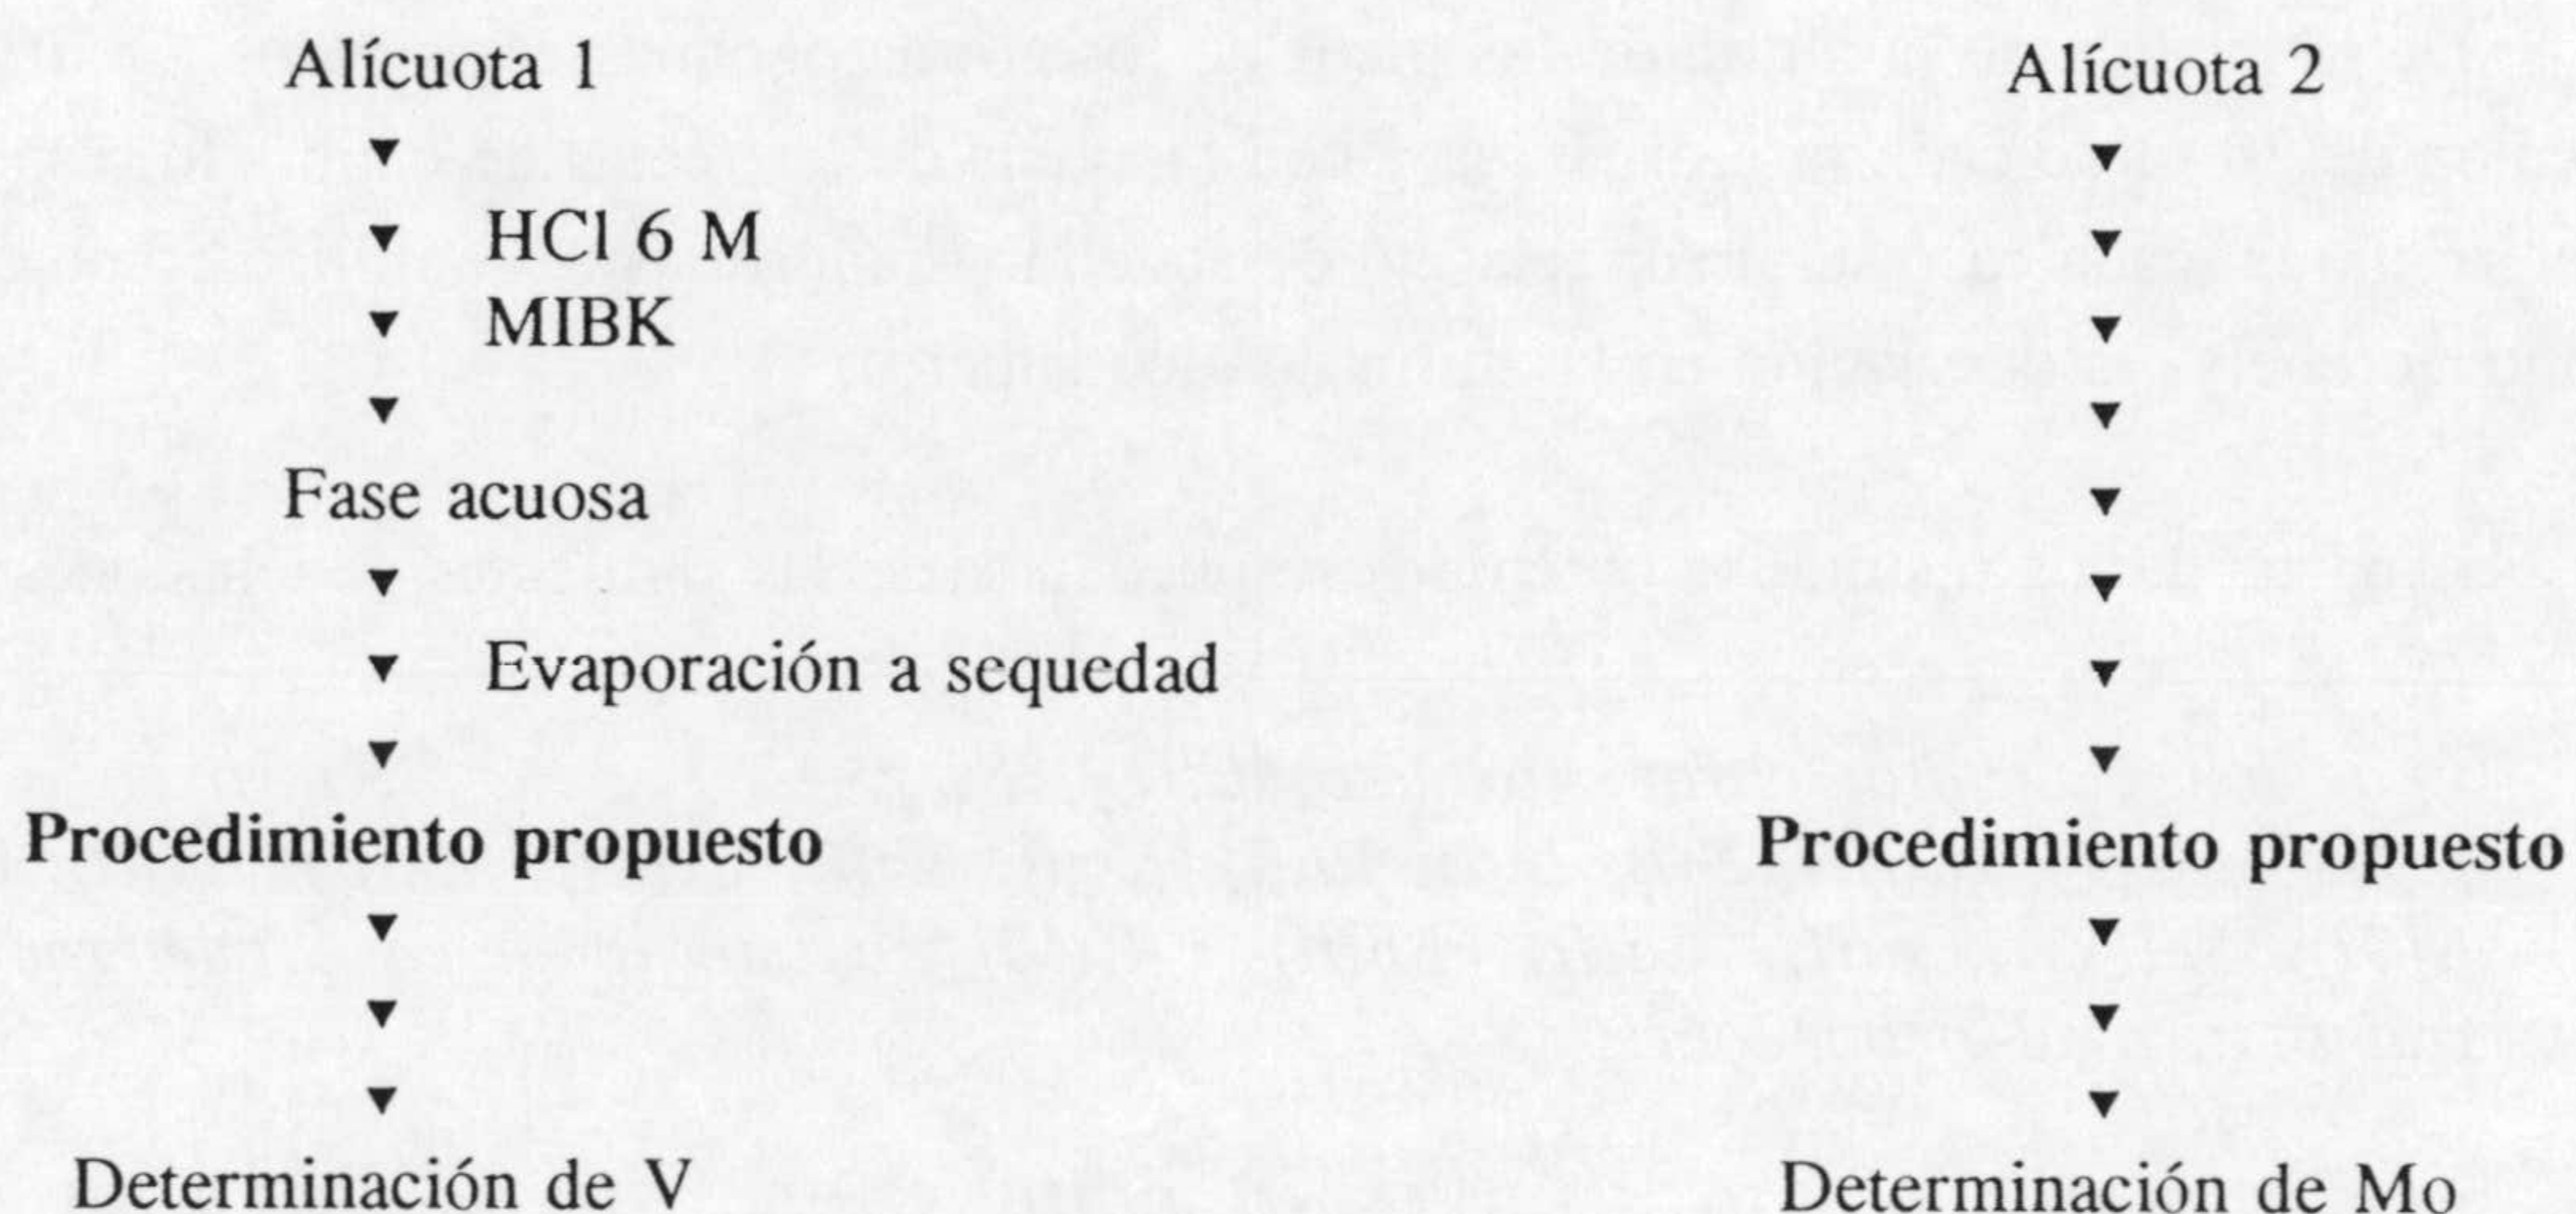 Alícuota 1
HCl 6 M
MIBK
Fase acuosa
Evaporación a sequedad
Procedimiento propuesto
Determinación de V
Alícuota 2
Procedimiento propuesto
Determinación de Mo